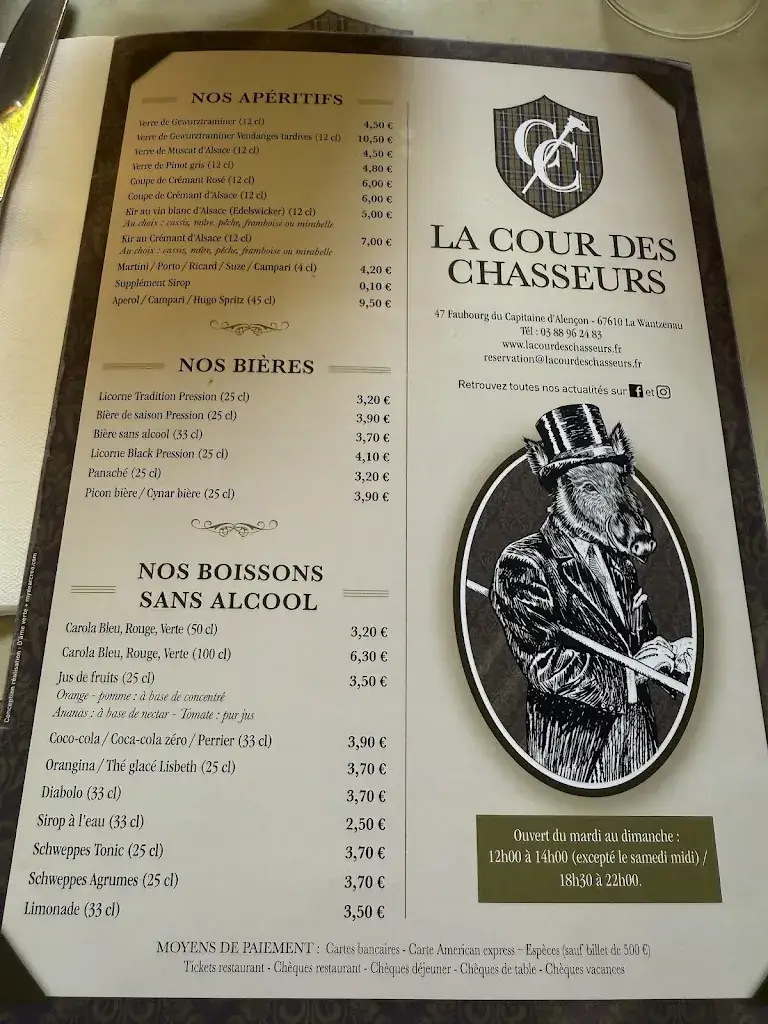 NOS APÉRITIFS
Verre de Gewurztraminer (12 cl) 4,50 €
Verre de Gewurztraminer Vendanges tardives (12 cl) 10,50 €
Verre de Muscat d'Alsace (12 cl) 4,50 €
Verre de Pinot gris (12 cl) 4,80 €
Coupe de Crémant Rosé (12 cl) 6,00 €
Coupe de Crémant d'Alsace (12 cl) 6,00 €
Kir au vin blanc d'Alsace (Edelswicker) (12 cl) 5,00 €
Au choix : cassis, mûre, pêche, framboise ou mirabelle
Kir au Crémant d'Alsace (12 cl) 7,00 €
Au choix : cassis, mûre, pêche, framboise ou mirabelle
Martini / Porto / Ricard / Suze / Campari (4 cl) 4,20 €
Supplément Sirop 0,10 €
Aperol / Campari / Hugo Spritz (45 cl) 9,50 €
NOS BIÈRES
Licorne Tradition Pression (25 cl) 3,20 €
Bière de saison Pression (25 cl) 3,90 €
Bière sans alcool (33 cl) 3,70 €
Licorne Black Pression (25 cl) 4,10 €
Panaché (25 cl) 3,20 €
Picon bière / Cynar bière (25 cl) 3,90 €
NOS BOISSONS
SANS ALCOOL
Carola Bleu, Rouge, Verte (50 cl) 3,20 €
Carola Bleu, Rouge, Verte (100 cl) 6,30 €
Jus de fruits (25 cl) 3,50 €
Orange - pomme : à base de concentré
Ananas : à base de nectar - Tomate : pur jus
Coco-cola / Coca-cola zéro / Perrier (33 cl) 3,90 €
Orangina / Thé glacé Lisbeth (25 cl) 3,70 €
Diabolo (33 cl) 3,70 €
Sirop à l'eau (33 cl) 2,50 €
Schweppes Tonic (25 cl) 3,70 €
Schweppes Agrumes (25 cl) 3,70 €
Limonade (33 cl) 3,50 €
LA COUR DES
CHASSEURS
47 Faubourg du Capitaine d'Alençon - 67610 La Wantzenau
Tél : 03 88 96 24 83
www.lacourdeschasseurs.fr
reservation@lacourdeschasseurs.fr
Retrouvez toutes nos actualités sur f et
Ouvert du mardi au dimanche :
12h00 à 14h00 (excepté le samedi midi) /
18h30 à 22h00.
MOYENS DE PAIEMENT : Cartes bancaires - Carte American express - Espèces (sauf billet de 500 €)
Tickets restaurant - Chèques restaurant - Chèques déjeuner - Chèques de table - Chèques vacances
Conception réalisation : D'âme verte